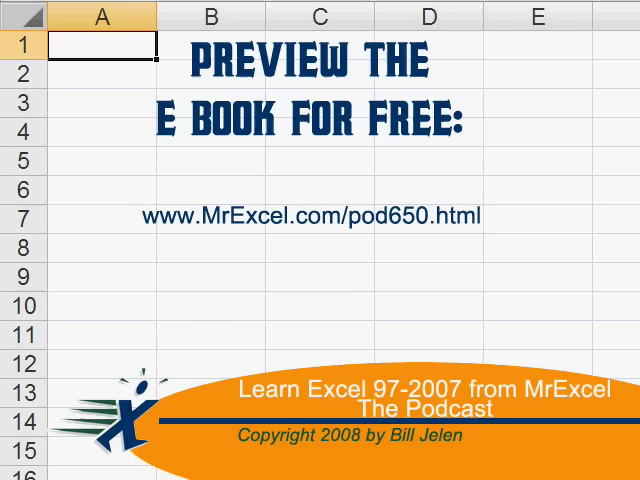 A B C D E
1
PREVIEW THE
2
3
E BOOK FOR FREE:
4
5
6
7
www.MrExcel.com/pod650.html
8
9
10
11
12
13
Learn Excel 97-2007 from MrExcel
The Podcast
14
Copyright 2008 by Bill Jelen
15
16